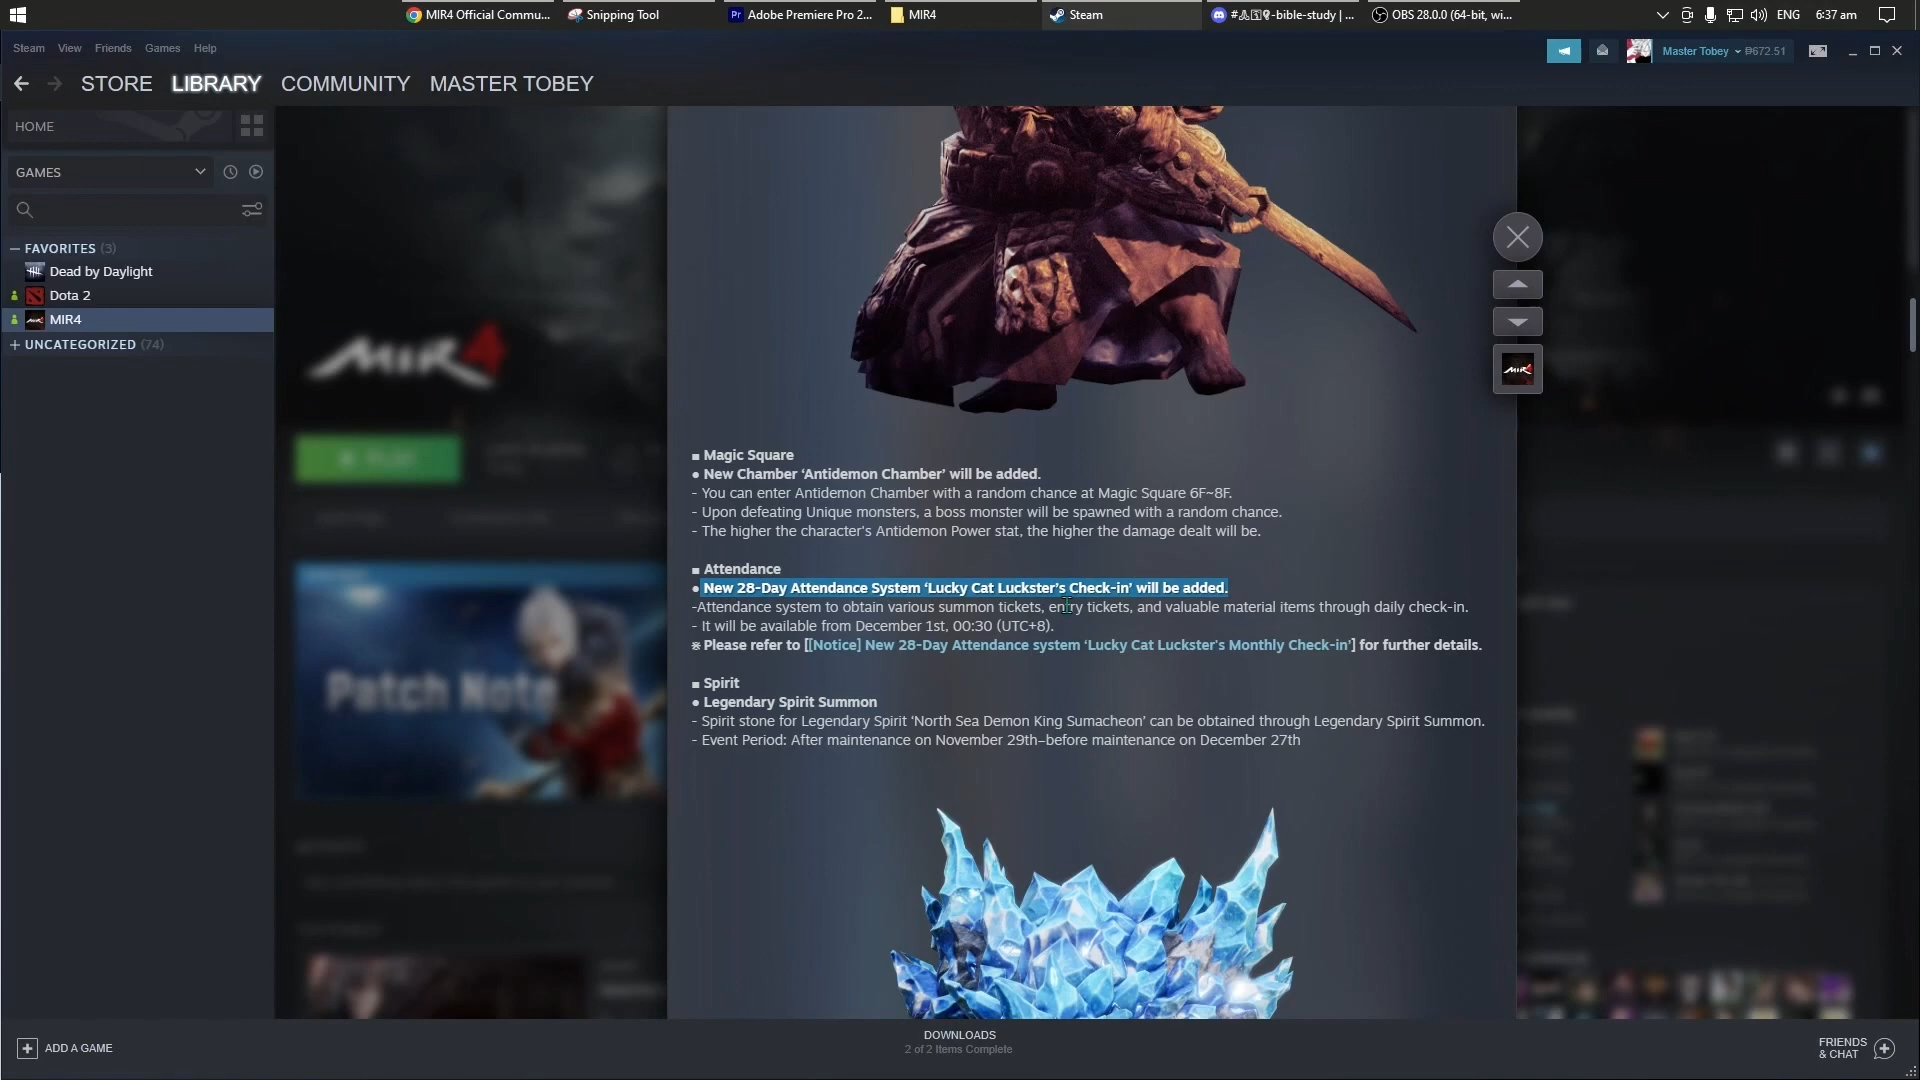 MIR4 Official Commu...
Snipping Tool
Adobe Premiere Pro 2...
MIR4
Steam
-bible-study | ...
OBS 28.0.0 (64-bit, wi...
ENG
6:37 am
Steam
View
Friends
Games
Help
Master Tobey
₱672.51
STORE
LIBRARY
COMMUNITY
MASTER TOBEY
HOME
GAMES
— FAVORITES (3)
Dead by Daylight
Dota 2
MIR4
+ UNCATEGORIZED (74)
MIR4
PLAY
Patch Note
MIR4
■ Magic Square
● New Chamber ‘Antidemon Chamber’ will be added.
- You can enter Antidemon Chamber with a random chance at Magic Square 6F~8F.
- Upon defeating Unique monsters, a boss monster will be spawned with a random chance.
- The higher the character's Antidemon Power stat, the higher the damage dealt will be.
■ Attendance
● New 28-Day Attendance System ‘Lucky Cat Luckster’s Check-in’ will be added.
-Attendance system to obtain various summon tickets, entry tickets, and valuable material items through daily check-in.
- It will be available from December 1st, 00:30 (UTC+8).
※ Please refer to [[Notice] New 28-Day Attendance system ‘Lucky Cat Luckster’s Monthly Check-in’] for further details.
■ Spirit
● Legendary Spirit Summon
- Spirit stone for Legendary Spirit ‘North Sea Demon King Sumacheon’ can be obtained through Legendary Spirit Summon.
- Event Period: After maintenance on November 29th–before maintenance on December 27th
ADD A GAME
DOWNLOADS
2 of 2 Items Complete
FRIENDS
& CHAT